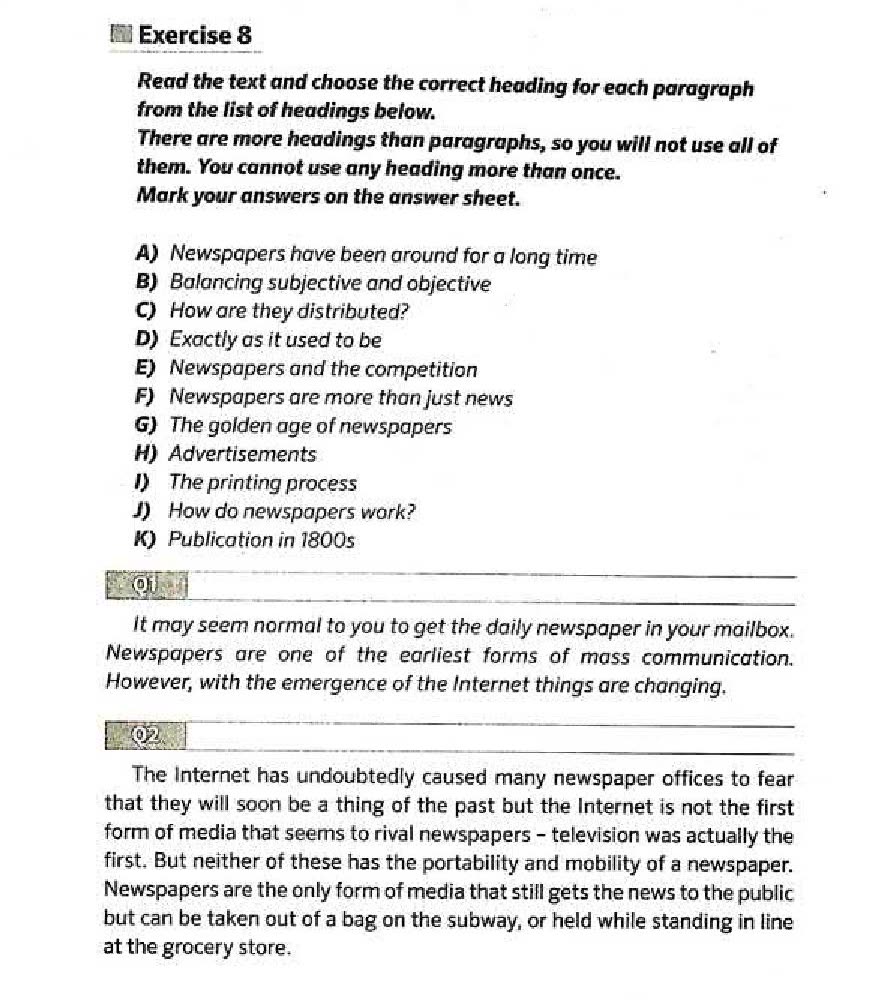 Exercise 8
Read the text and choose the correct heading for each paragraph
from the list of headings below.
There are more headings than paragraphs, so you will not use all of
them. You cannot use any heading more than once.
Mark your answers on the answer sheet.
A) Newspapers have been around for a long time
B) Balancing subjective and objective
C) How are they distributed?
D) Exactly as it used to be
E) Newspapers and the competition
F) Newspapers are more than just news
G) The golden age of newspapers
H) Advertisements
I) The printing process
J) How do newspapers work?
K) Publication in 1800s
Q1
It may seem normal to you to get the daily newspaper in your mailbox.
Newspapers are one of the earliest forms of mass communication.
However, with the emergence of the Internet things are changing.
Q2
The Internet has undoubtedly caused many newspaper offices to fear
that they will soon be a thing of the past but the Internet is not the first
form of media that seems to rival newspapers – television was actually the
first. But neither of these has the portability and mobility of a newspaper.
Newspapers are the only form of media that still gets the news to the public
but can be taken out of a bag on the subway, or held while standing in line
at the grocery store.